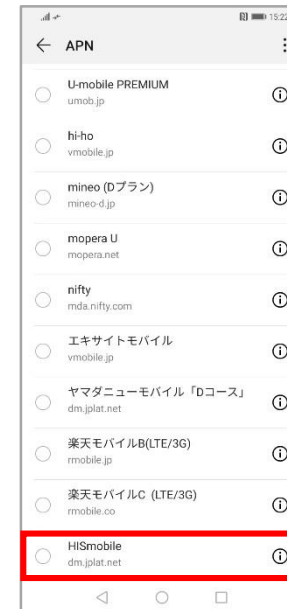 15:22
APN
U-mobile PREMIUM
umob.jp
hi-ho
vmobile.jp
mineo (Dプラン)
mineo-d.jp
mopera U
mopera.net
nifty
mda.nifty.com
エキサイトモバイル
vmobile.jp
ヤマダニューモバイル「Dコース」
dm.jplat.net
楽天モバイルB(LTE/3G)
rmobile.jp
楽天モバイルC (LTE/3G)
rmobile.co
HISmobile
dm.jplat.net